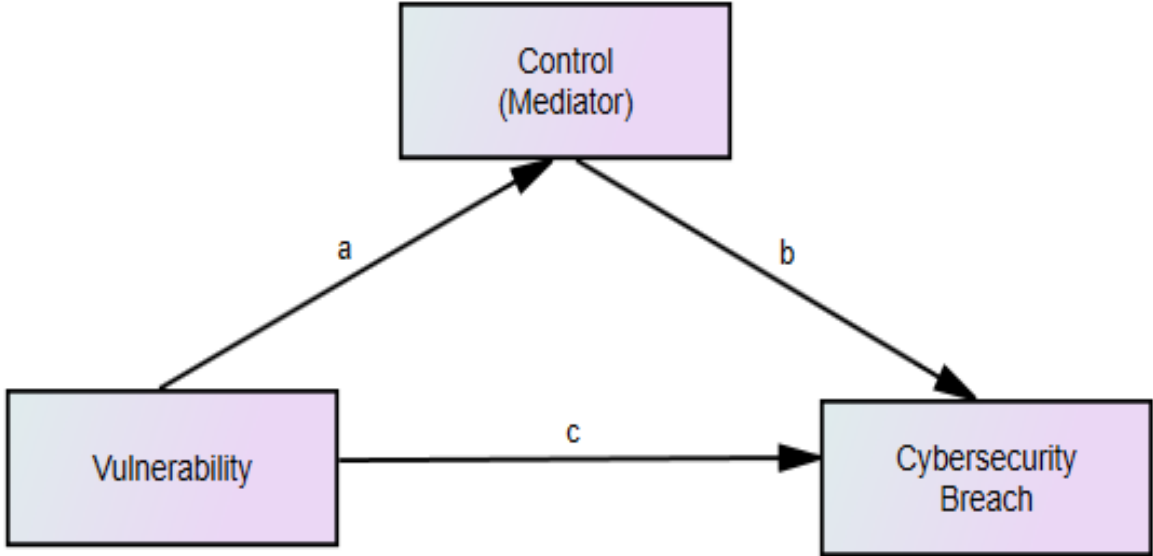 Control
(Mediator)
a
b
c
Vulnerability
Cybersecurity
Breach